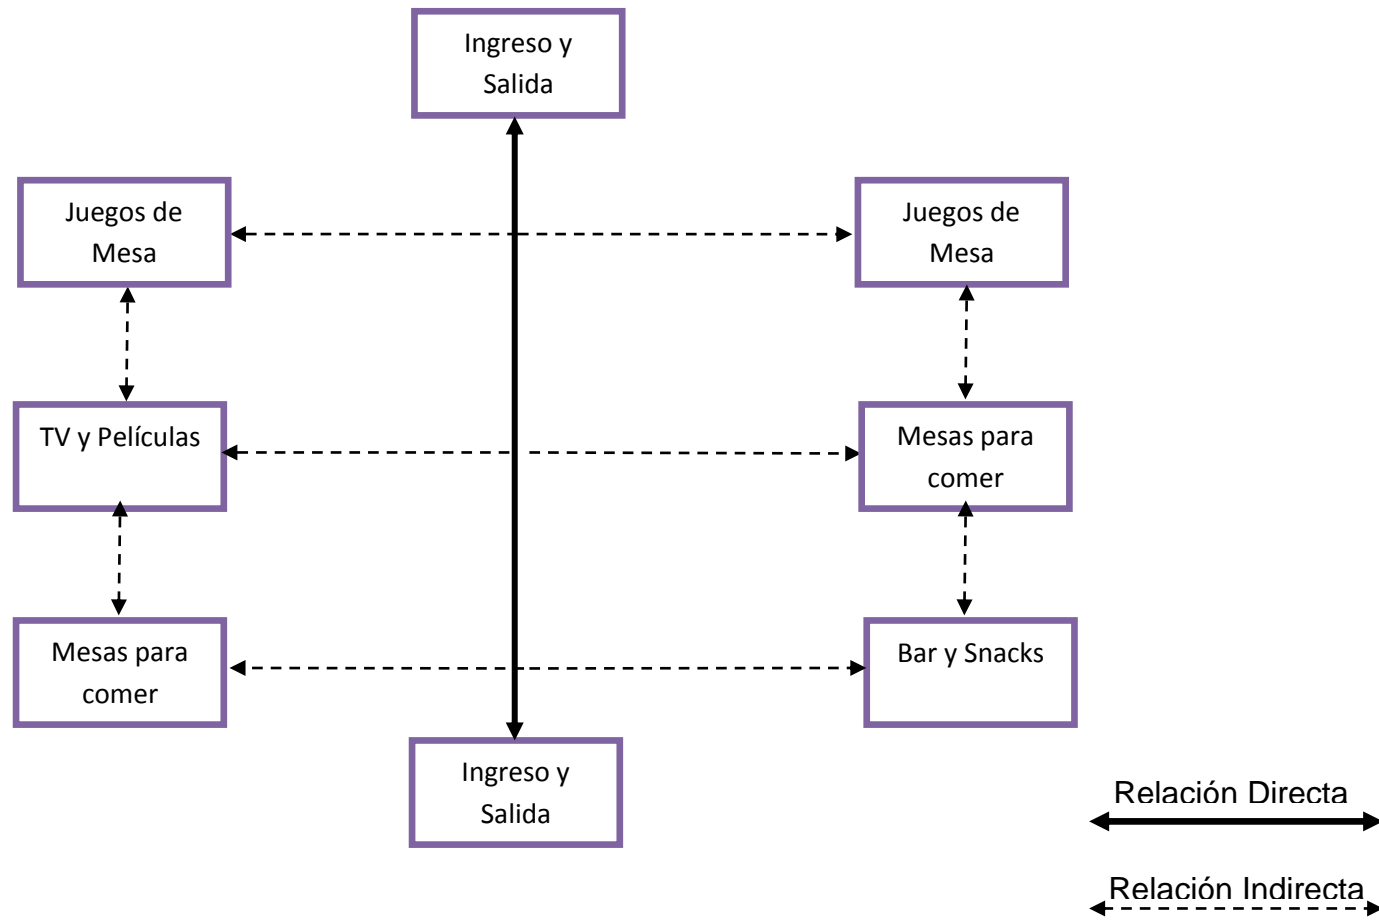 Ingreso y
Salida
Juegos de
Mesa
Juegos de
Mesa
TV y Películas
Mesas para
comer
Mesas para
comer
Bar y Snacks
Ingreso y
Salida
Relación Directa
Relación Indirecta